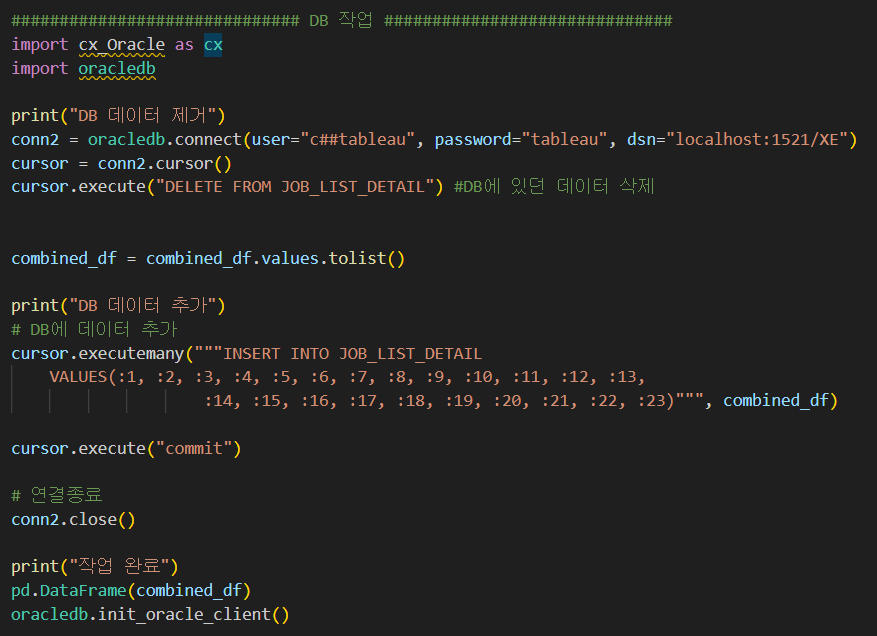 ############################## DB 작업 ##############################
import cx_Oracle as cx
import oracledb
print("DB 데이터 제거")
conn2 = oracledb.connect(user="c##tableau", password="tableau", dsn="localhost:1521/XE")
cursor = conn2.cursor()
cursor.execute("DELETE FROM JOB_LIST_DETAIL") #DB에 있던 데이터 삭제
combined_df = combined_df.values.tolist()
print("DB 데이터 추가")
# DB에 데이터 추가
cursor.executemany("""INSERT INTO JOB_LIST_DETAIL
VALUES(:1, :2, :3, :4, :5, :6, :7, :8, :9, :10, :11, :12, :13,
:14, :15, :16, :17, :18, :19, :20, :21, :22, :23)""", combined_df)
cursor.execute("commit")
# 연결종료
conn2.close()
print("작업 완료")
pd.DataFrame(combined_df)
oracledb.init_oracle_client()